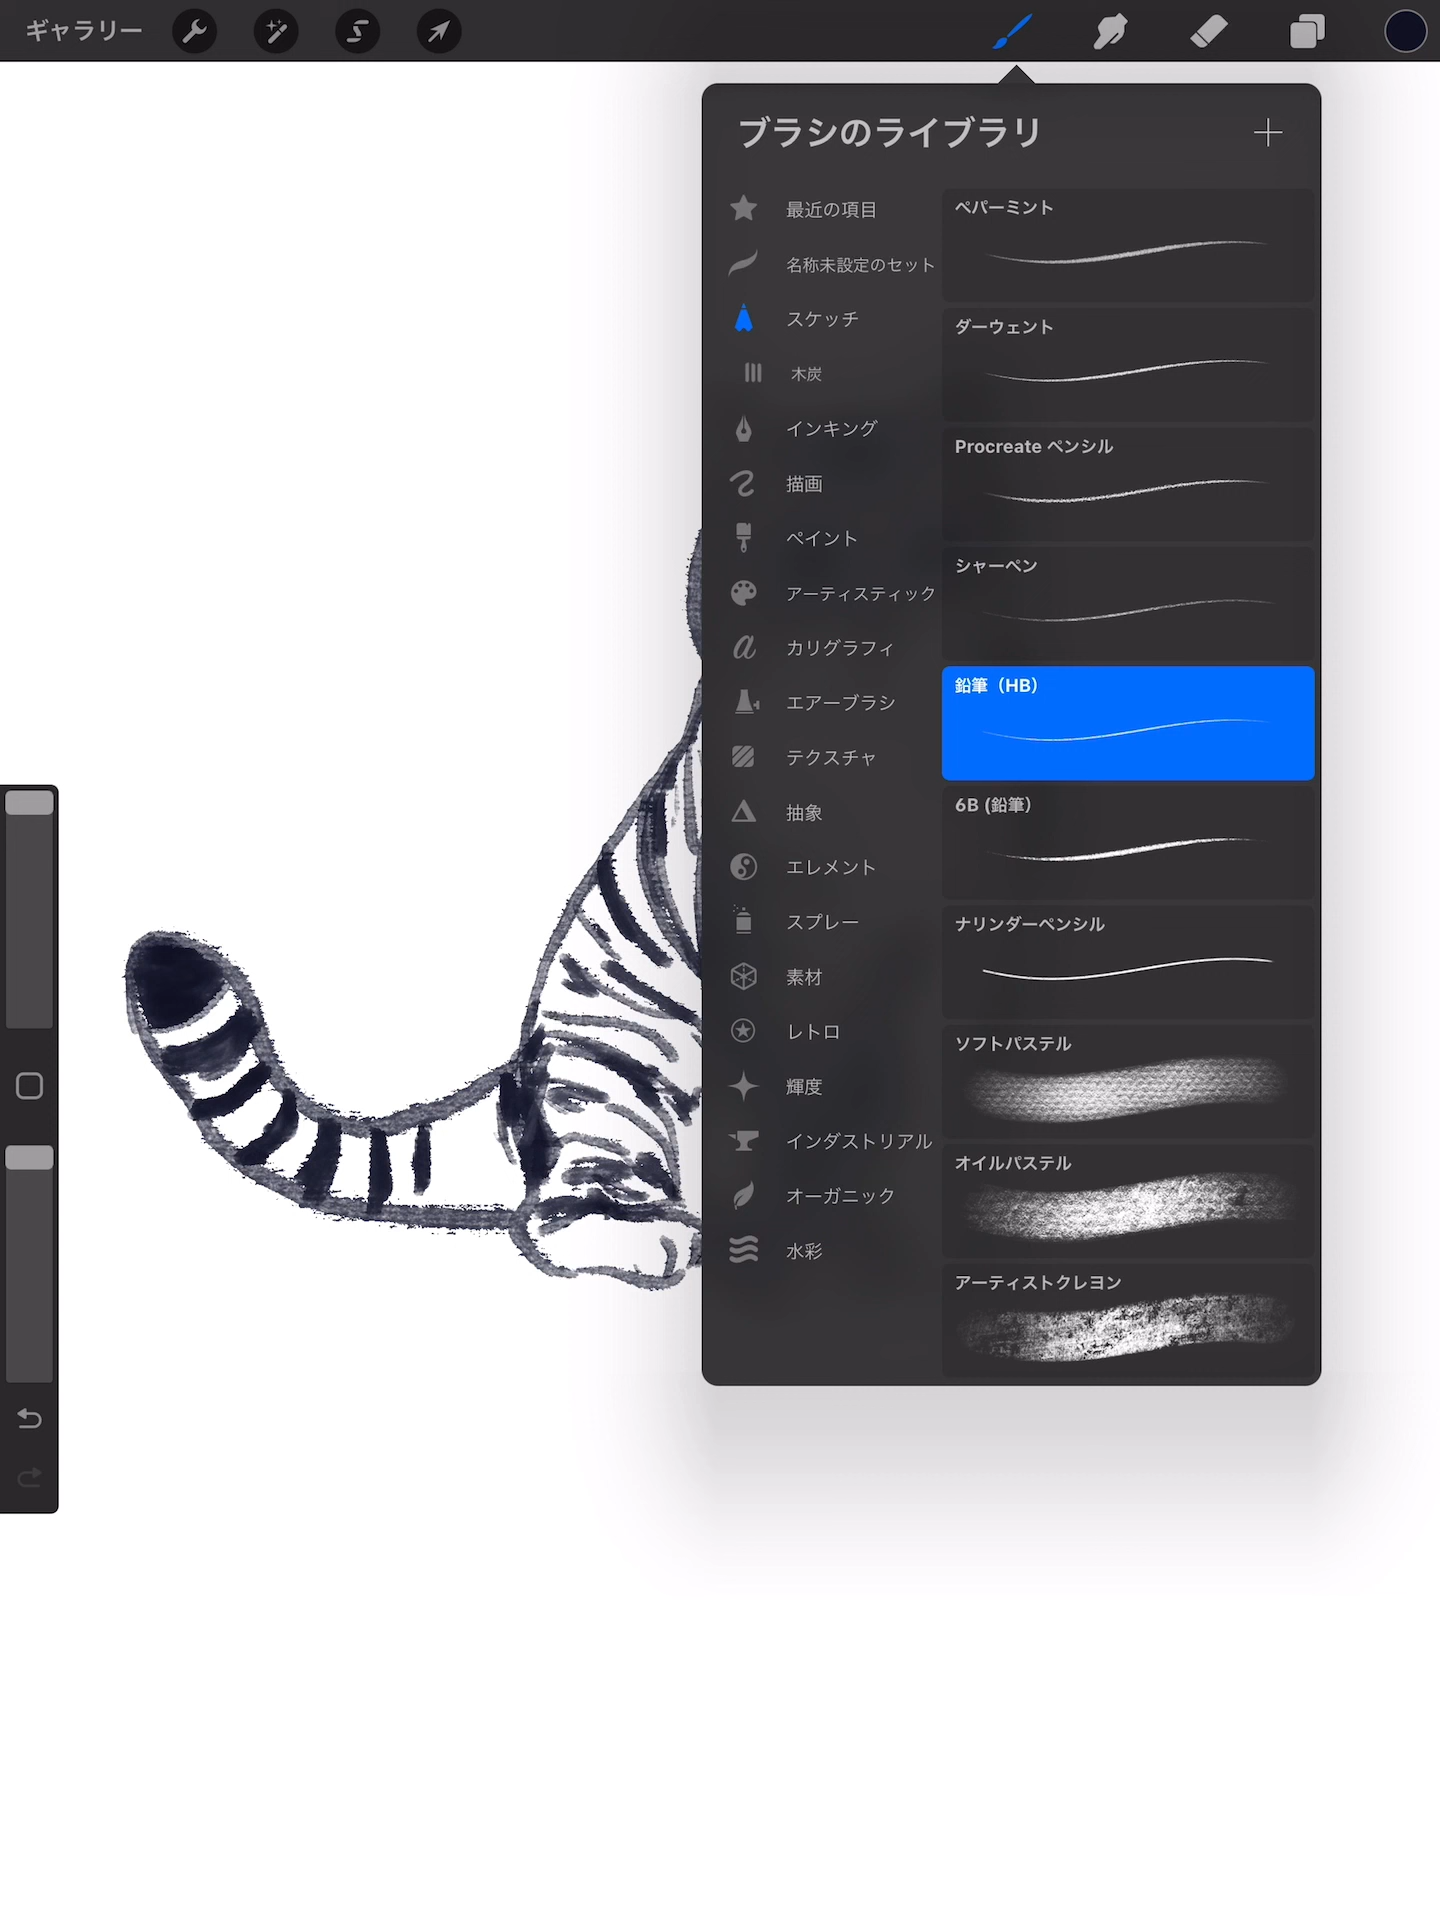 ギャラリー
ブラシのライブラリ
最近の項目
名称未設定のセット
スケッチ
木炭
インキング
描画
ペイント
アーティスティック
カリグラフィ
エアーブラシ
テクスチャ
抽象
エレメント
スプレー
素材
レトロ
輝度
インダストリアル
オーガニック
水彩
ペパーミント
ダーウェント
Procreate ペンシル
シャーペン
鉛筆（HB）
6B (鉛筆）
ナリンダーペンシル
ソフトパステル
オイルパステル
アーティストクレヨン